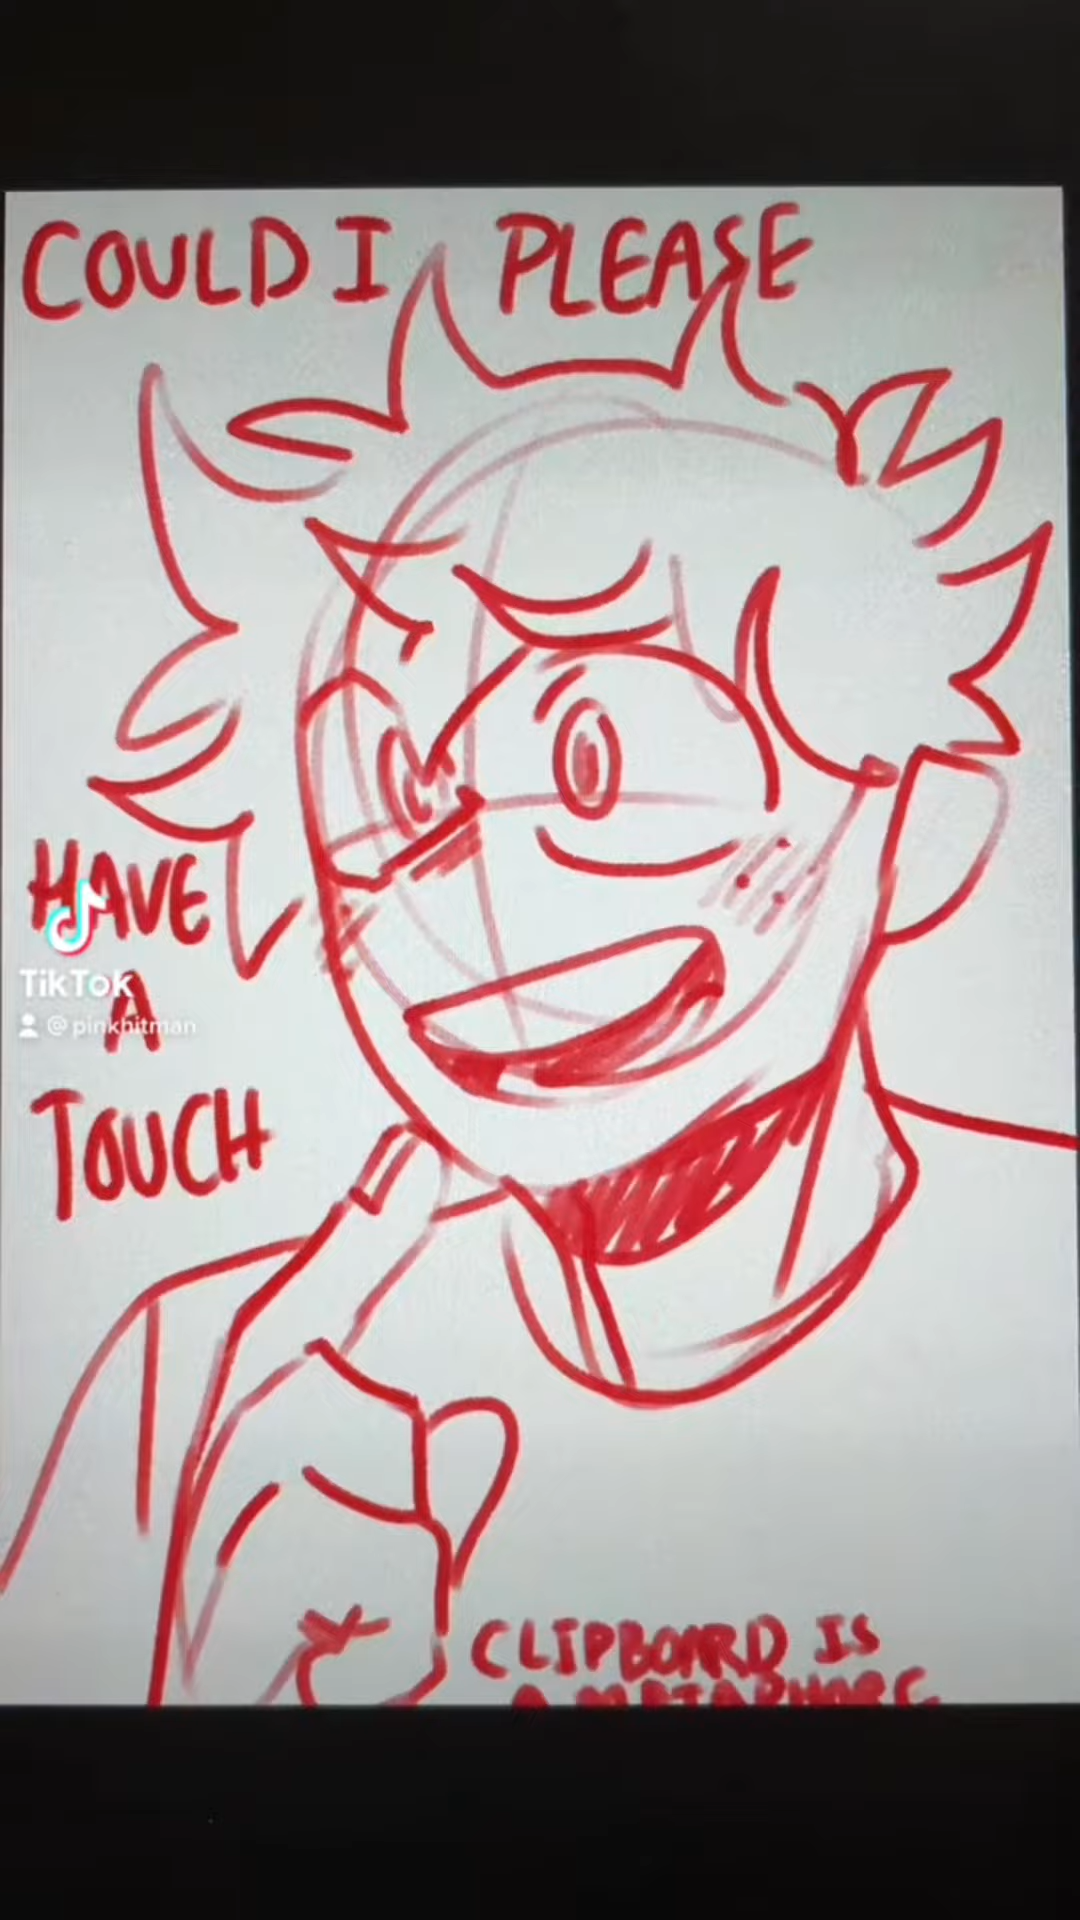 COULD I PLEASE
HAVE
A
TOUCH
TikTok
@pinkhitman
CLIPBOARD IS
A